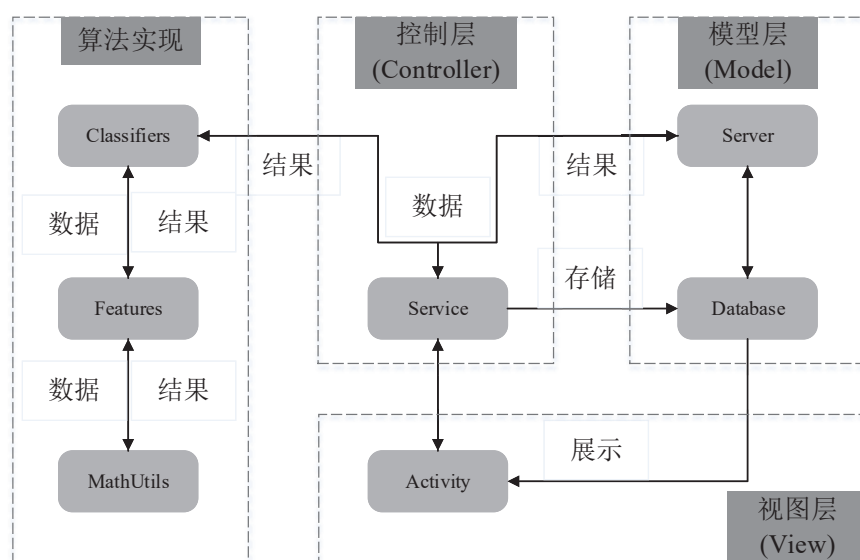 算法实现
控制层
(Controller)
模型层
(Model)
Classifiers
Server
结果
结果
数据
数据
结果
存储
Features
Service
Database
数据
结果
展示
MathUtils
Activity
视图层
(View)